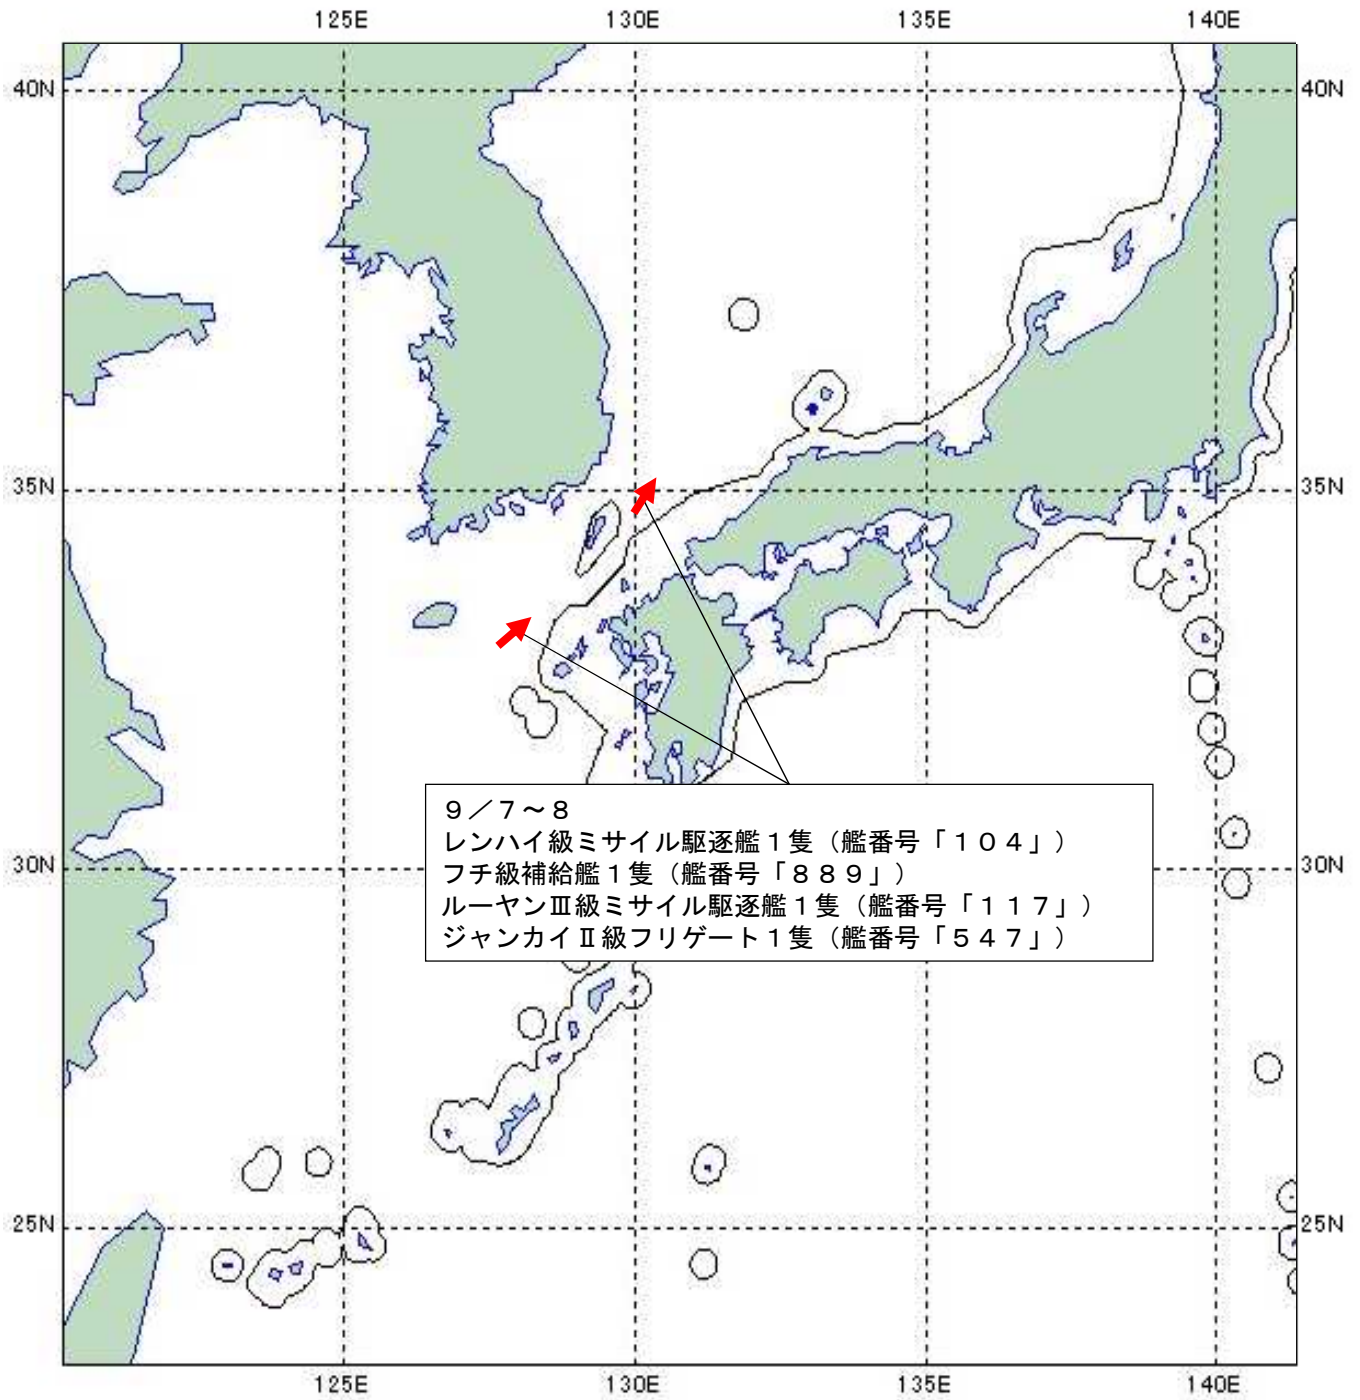 125E 130E 135E 140E
40N 40N
35N 35N
9/7~8
レンハイ級ミサイル駆逐艦1隻(艦番号「104」)
フチ級補給艦1隻(艦番号「889」)
ルーヤンⅢ級ミサイル駆逐艦1隻(艦番号「117」)
ジャンカイⅡ級フリゲート1隻(艦番号「547」)
30N 30N
25N 25N
125E 130E 135E 140E